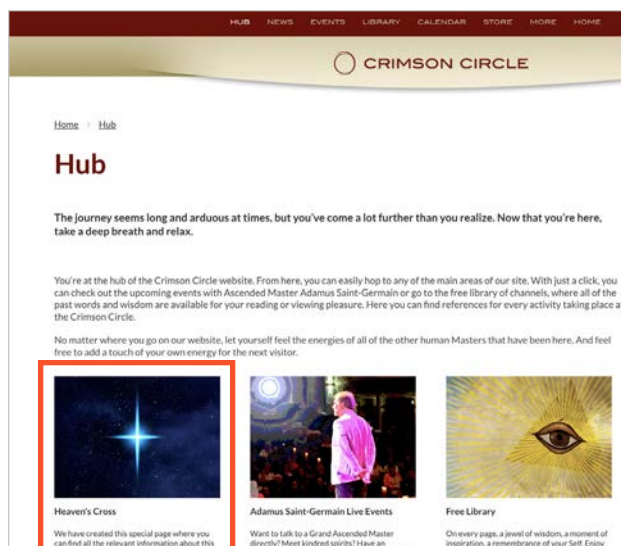 HUB NEWS EVENTS LIBRARY CALENDAR STORE MORE HOME
CRIMSON CIRCLE
Home > Hub
Hub
The journey seems long and arduous at times, but you've come a lot further than you realize. Now that you're here,
take a deep breath and relax.
You're at the hub of the Crimson Circle website. From here, you can easily hop to any of the main areas of our site. With just a click, you
can check out the upcoming events with Ascended Master Adamus Saint-Germain or go to the free library of channels, where all of the
past words and wisdom are available for your reading or viewing pleasure. Here you can find references for every activity taking place a
the Crimson Circle.
No matter where you go on our website, let yourself feel the energies of all of the other human Masters that have been here. And feel
free to add a touch of your own energy for the next visitor.
Heaven's Cross
We have created this special page where you
can find all the relevant information about this
Adamus Saint-Germain Live Events
Want to talk to a Grand Ascended Master
directly? Meet kindred spirits? Have an
Free Library
On every page, a jewel of wisdom, a moment of
inspiration, a remembrance of your Self. Enjoy